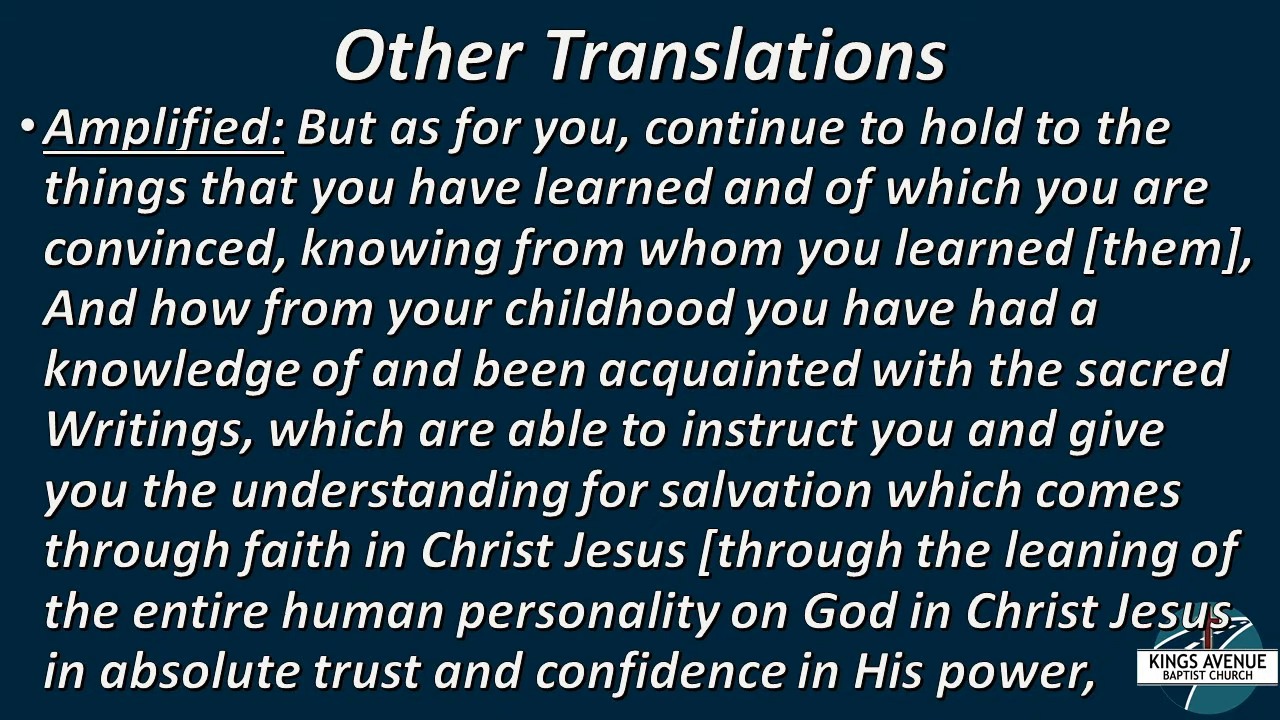 Other Translations
• Amplified: But as for you, continue to hold to the
things that you have learned and of which you are
convinced, knowing from whom you learned [them],
And how from your childhood you have had a
knowledge of and been acquainted with the sacred
Writings, which are able to instruct you and give
you the understanding for salvation which comes
through faith in Christ Jesus [through the leaning of
the entire human personality on God in Christ Jesus
in absolute trust and confidence in His power,
KINGS AVENUE
BAPTIST CHURCH